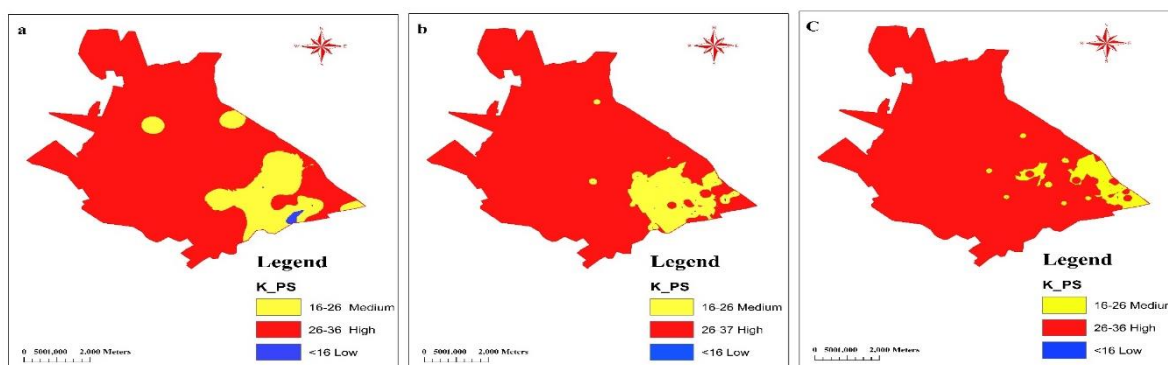 a
N
W E
S
Legend
K_PS
16-26 Medium
26-36 High
<16 Low
0 5001,000 2,000 Meters
b
N
W E
S
Legend
K_PS
16-26 Medium
26-37 High
<16 Low
0 5001,000 2,000 Meters
C
N
W E
S
Legend
K_PS
16-26 Medium
26-36 High
<16 Low
0 5001,000 2,000 Meters